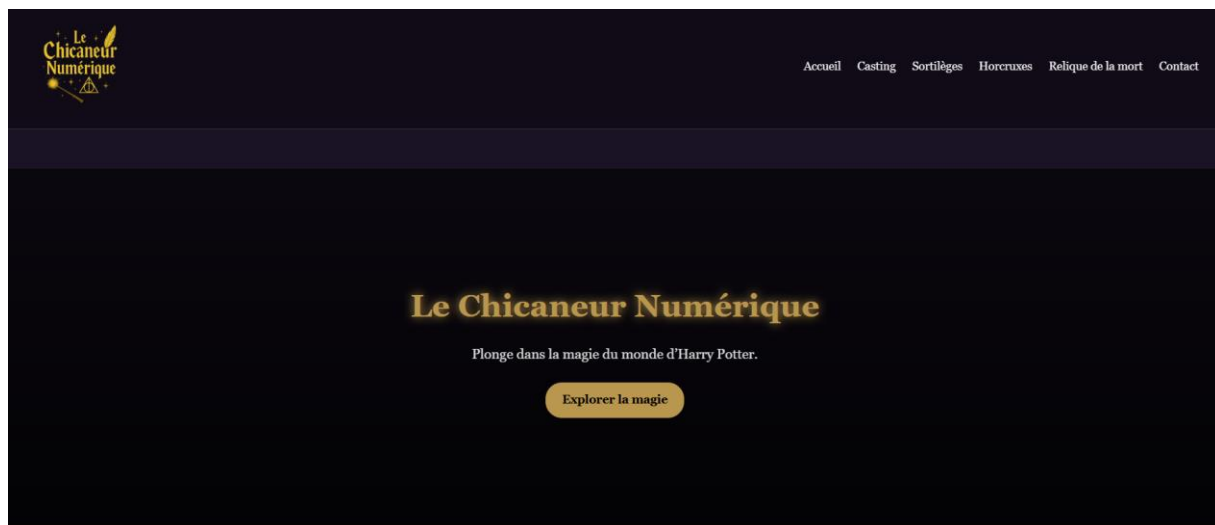 Le
Chicaneur
Numérique
Accueil Casting Sortilèges Horcruxes Relique de la mort Contact
Le Chicaneur Numérique
Plonge dans la magie du monde d’Harry Potter.
Explorer la magie